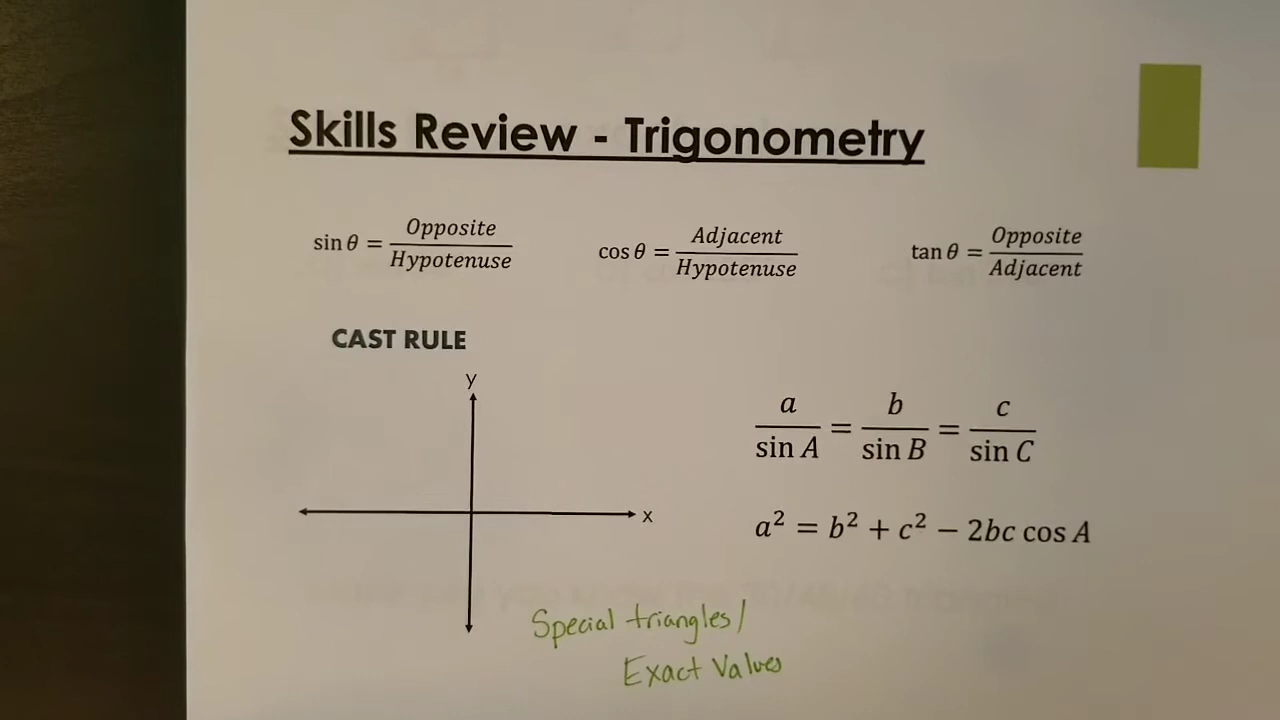 Skills Review - Trigonometry
sin θ = Opposite / Hypotenuse
cos θ = Adjacent / Hypotenuse
tan θ = Opposite / Adjacent
CAST RULE
y
x
a / sin A = b / sin B = c / sin C
a² = b² + c² − 2bc cos A
Special triangles/
Exact Values